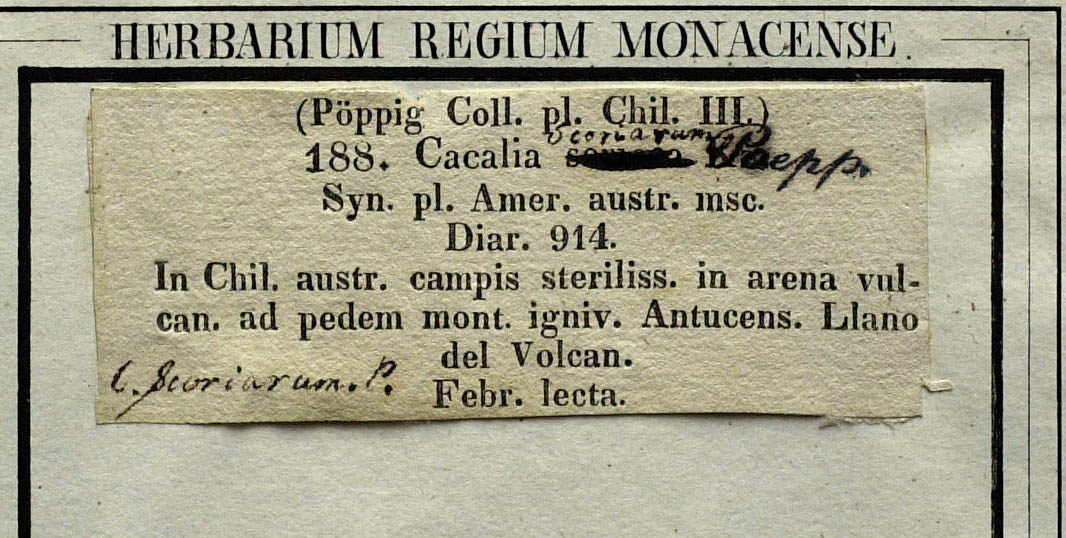 HERBARIUM REGIUM MONACENSE.
(Pöppig Coll. pl. Chil. III.)
scoriarum
188. Cacalia Poepp.
Syn. pl. Amer. austr. msc.
Diar. 914.
In Chil. austr. campis steriliss. in arena vul-
can. ad pedem mont. igniv. Antucens. Llano
del Volcan.
C. scoriarum. P.
Febr. lecta.